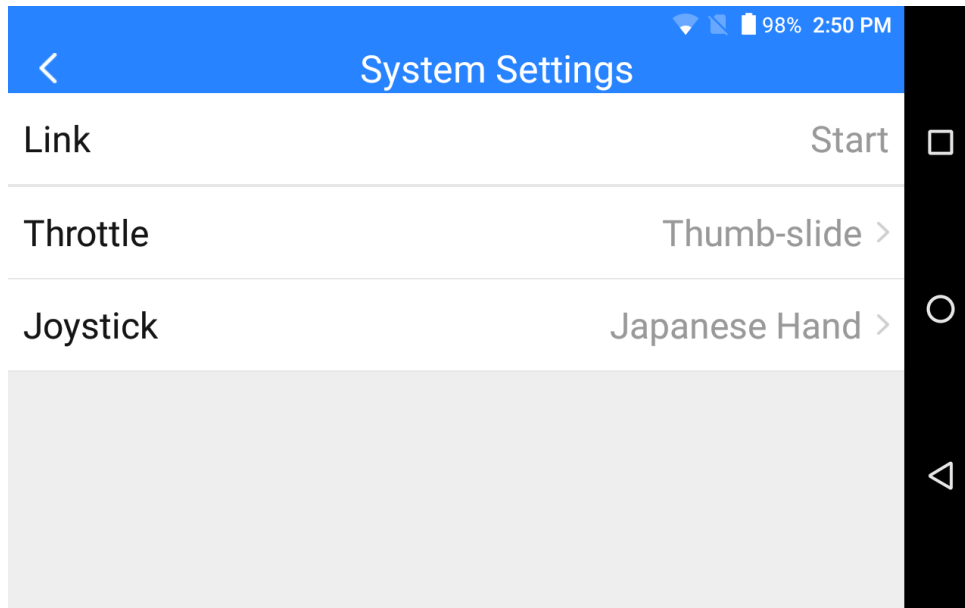 98% 2:50 PM
System Settings
Link Start
Throttle Thumb-slide
Joystick Japanese Hand